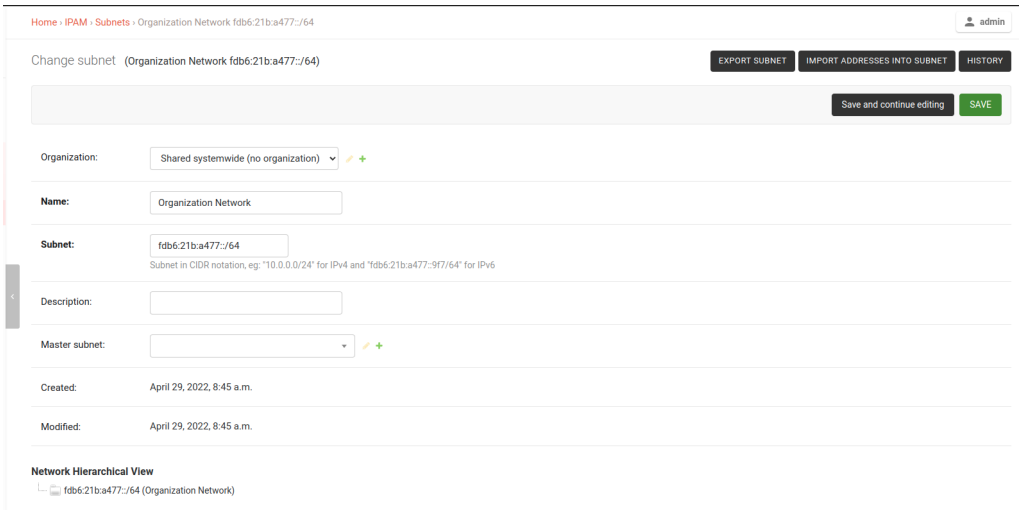 Home › IPAM › Subnets › Organization Network fdb6:21b:a477::/64
admin
Change subnet (Organization Network fdb6:21b:a477::/64)
EXPORT SUBNET IMPORT ADDRESSES INTO SUBNET HISTORY
Save and continue editing SAVE
Organization: Shared systemwide (no organization)
Name: Organization Network
Subnet: fdb6:21b:a477::/64
Subnet in CIDR notation, eg: "10.0.0.0/24" for IPv4 and "fdb6:21b:a477::9f7/64" for IPv6
Description:
Master subnet:
Created: April 29, 2022, 8:45 a.m.
Modified: April 29, 2022, 8:45 a.m.
Network Hierarchical View
fdb6:21b:a477::/64 (Organization Network)